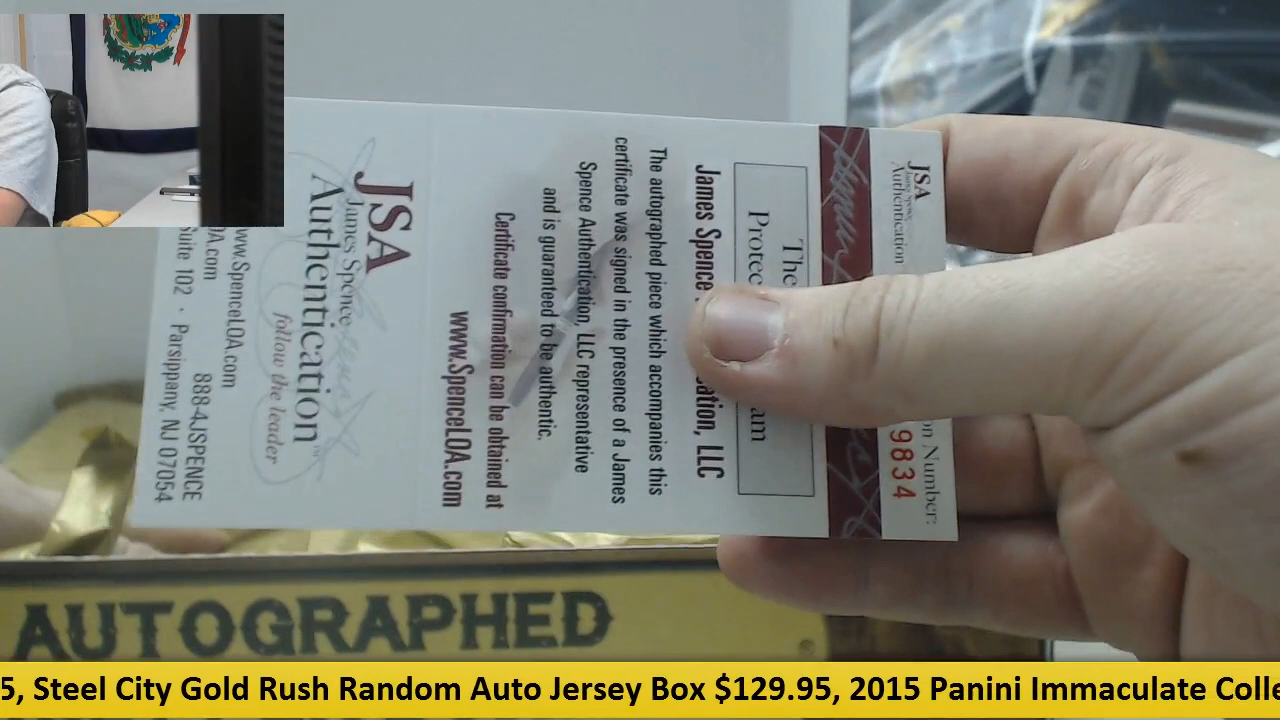 JSA
James Spence
Authentication
on Number:
9834
The
Protec am
James Spence ation, LLC
The autographed piece which accompanies this
certificate was signed in the presence of a James
Spence Authentication, LLC representative
and is guaranteed to be authentic.
Certificate confirmation can be obtained at
www.SpenceLOA.com
JSA
James Spence
Authentication™
follow the leader
www.SpenceLOA.com
OA.com 888-4JSPENCE
Suite 102 · Parsippany, NJ 07054
AUTOGRAPHED
5, Steel City Gold Rush Random Auto Jersey Box $129.95, 2015 Panini Immaculate Colle